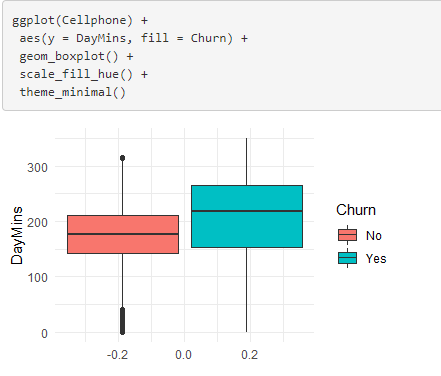 ggplot(Cellphone) +
aes(y = DayMins, fill = Churn) +
geom_boxplot() +
scale_fill_hue() +
theme_minimal()
DayMins
300
200
100
0
-0.2 0.0 0.2
Churn
No
Yes